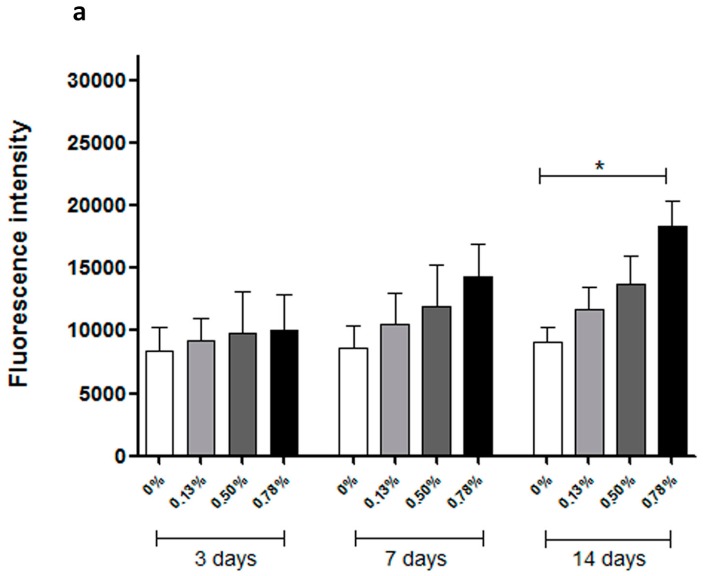 a
Fluorescence intensity
30000
25000
20000
15000
10000
5000
0
*
0% 0.13% 0.50% 0.78% 0% 0.13% 0.50% 0.78% 0% 0.13% 0.50% 0.78%
3 days 7 days 14 days